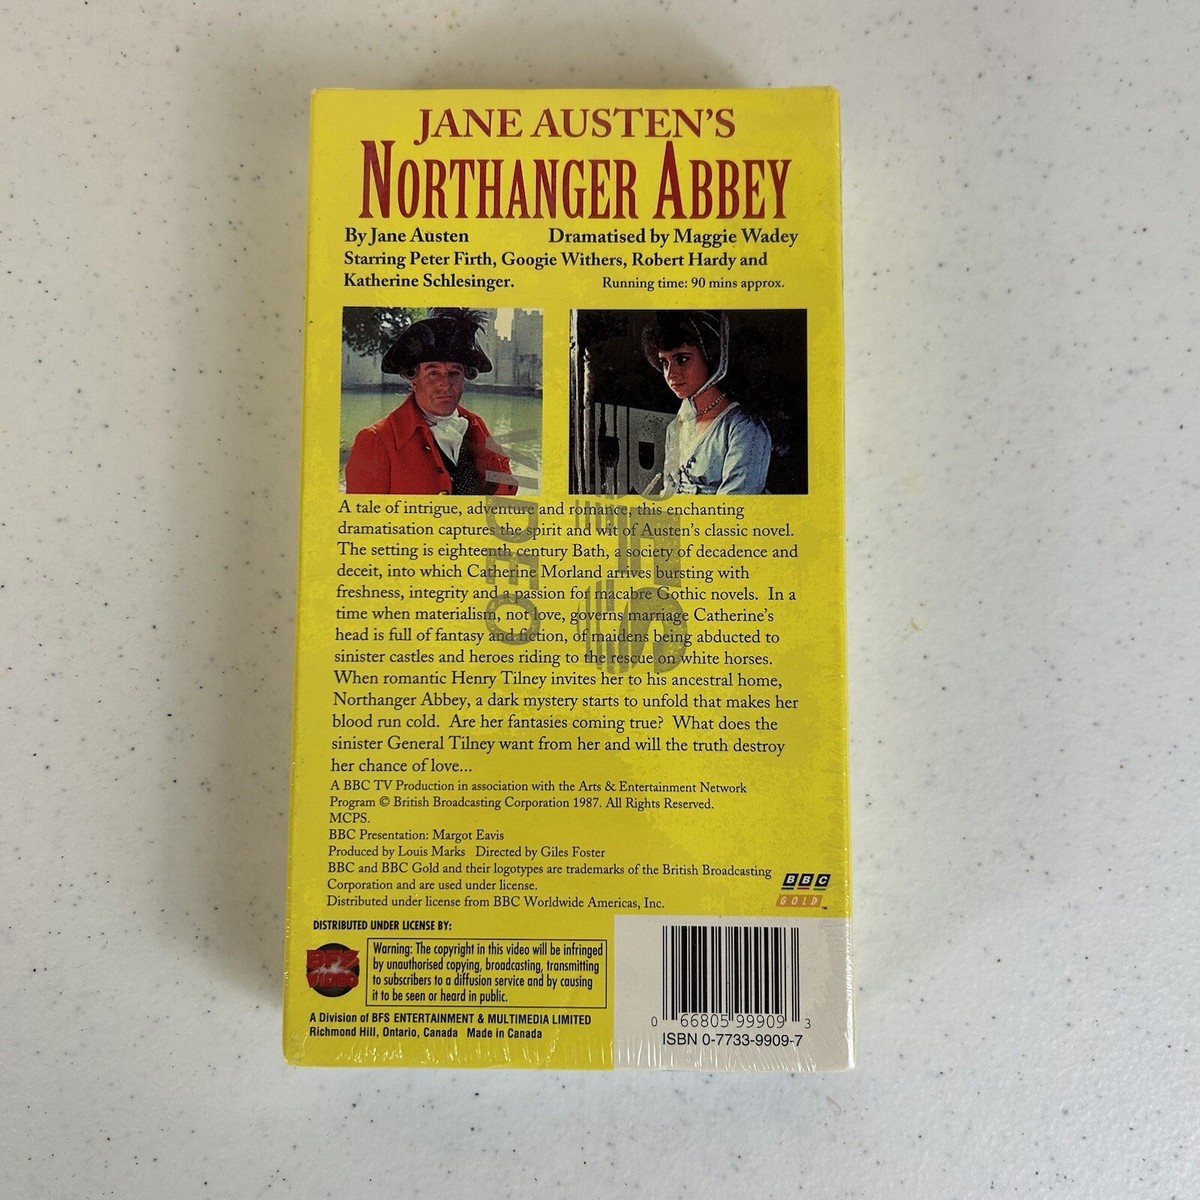 JANE AUSTEN'S
NORTHANGER ABBEY
By Jane Austen Dramatised by Maggie Wadey
Starring Peter Firth, Googie Withers, Robert Hardy and
Katherine Schlesinger. Running time: 90 mins approx.
A tale of intrigue, adventure and romance, this enchanting
dramatisation captures the spirit and wit of Austen's classic novel.
The setting is eighteenth century Bath, a society of decadence and
deceit, into which Catherine Morland arrives bursting with
freshness, integrity and a passion for macabre Gothic novels. In a
time when materialism, not love, governs marriage Catherine's
head is full of fantasy and fiction, of maidens being abducted to
sinister castles and heroes riding to the rescue on white horses.
When romantic Henry Tilney invites her to his ancestral home,
Northanger Abbey, a dark mystery starts to unfold that makes her
blood run cold. Are her fantasies coming true? What does the
sinister General Tilney want from her and will the truth destroy
her chance of love...
A BBC TV Production in association with the Arts & Entertainment Network
Program © British Broadcasting Corporation 1987. All Rights Reserved.
MCPS.
BBC Presentation: Margot Eavis
Produced by Louis Marks Directed by Giles Foster
BBC and BBC Gold and their logotypes are trademarks of the British Broadcasting
Corporation and are used under license.
Distributed under license from BBC Worldwide Americas, Inc.
BBC
GOLD™
DISTRIBUTED UNDER LICENSE BY:
BFS
VIDEO
Warning: The copyright in this video will be infringed
by unauthorised copying, broadcasting, transmitting
to subscribers to a diffusion service and by causing
it to be seen or heard in public.
A Division of BFS ENTERTAINMENT & MULTIMEDIA LIMITED
Richmond Hill, Ontario, Canada Made in Canada
0 66805 99909 3
ISBN 0-7733-9909-7
BFS
VIDEO